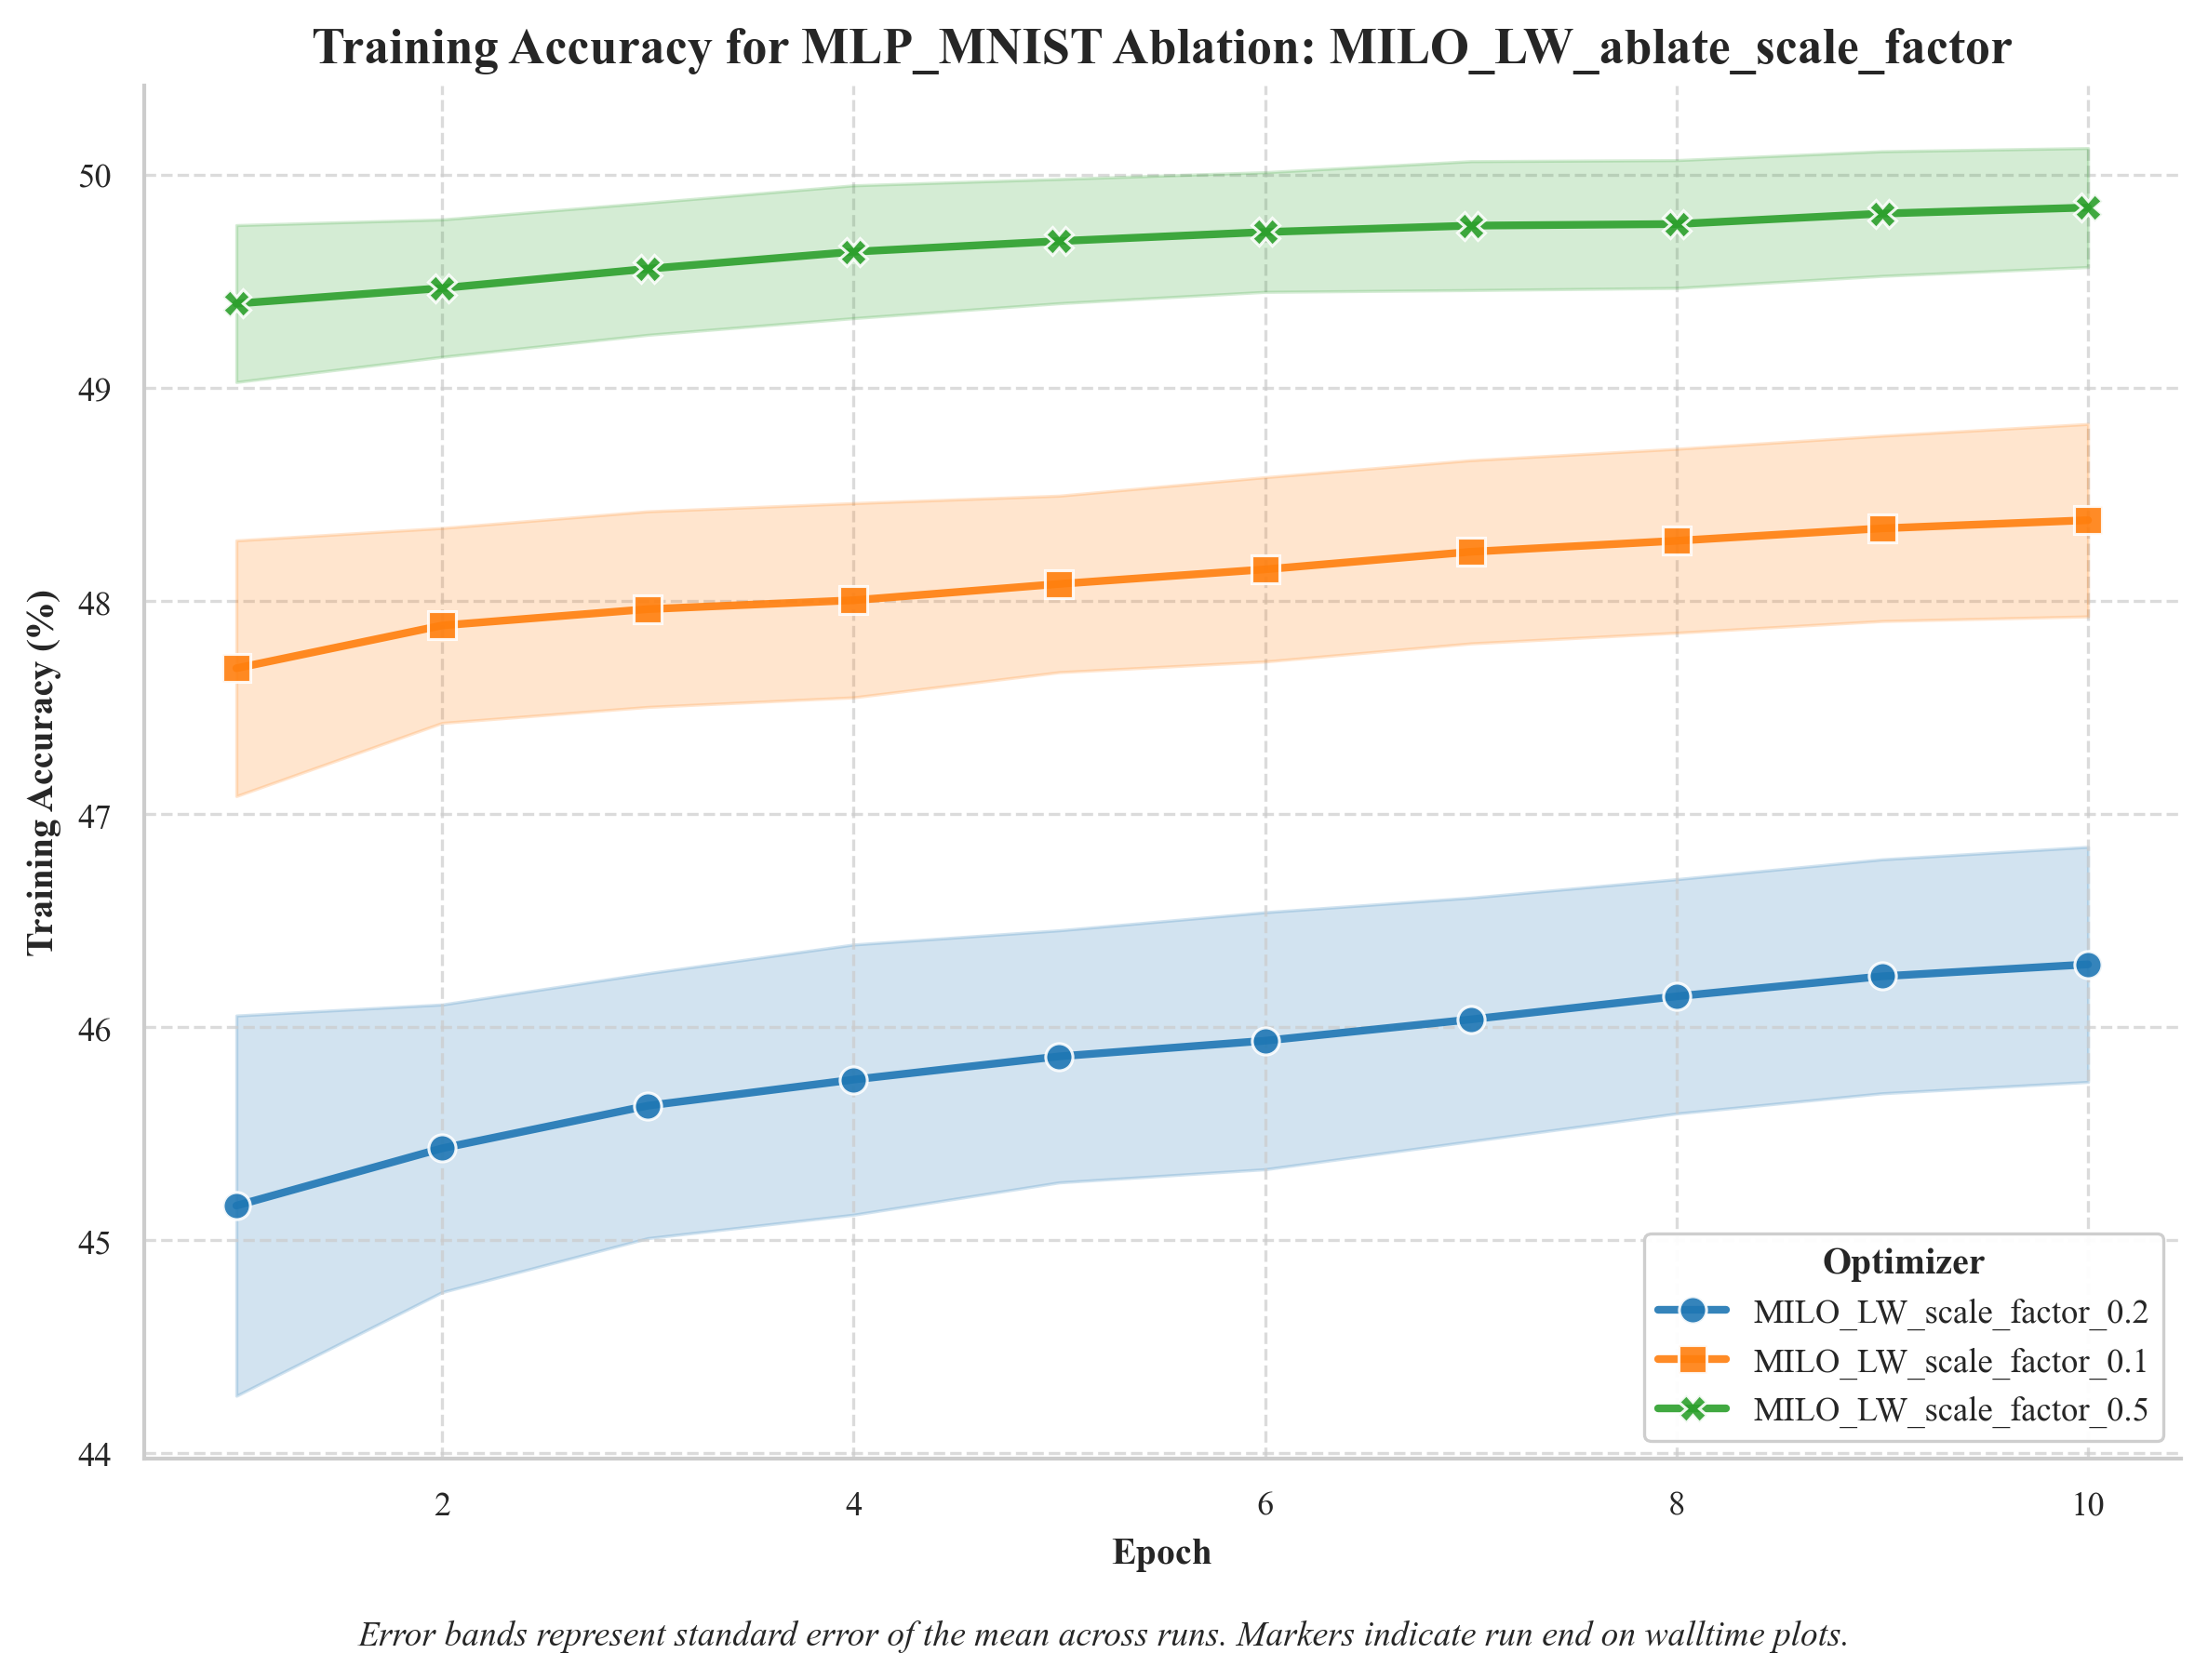 Training Accuracy for MLP_MNIST Ablation: MILO_LW_ablate_scale_factor
Training Accuracy (%)
50
49
48
47
46
45
44
2 4 6 8 10
Epoch
Optimizer
MILO_LW_scale_factor_0.2
MILO_LW_scale_factor_0.1
MILO_LW_scale_factor_0.5
Error bands represent standard error of the mean across runs. Markers indicate run end on walltime plots.